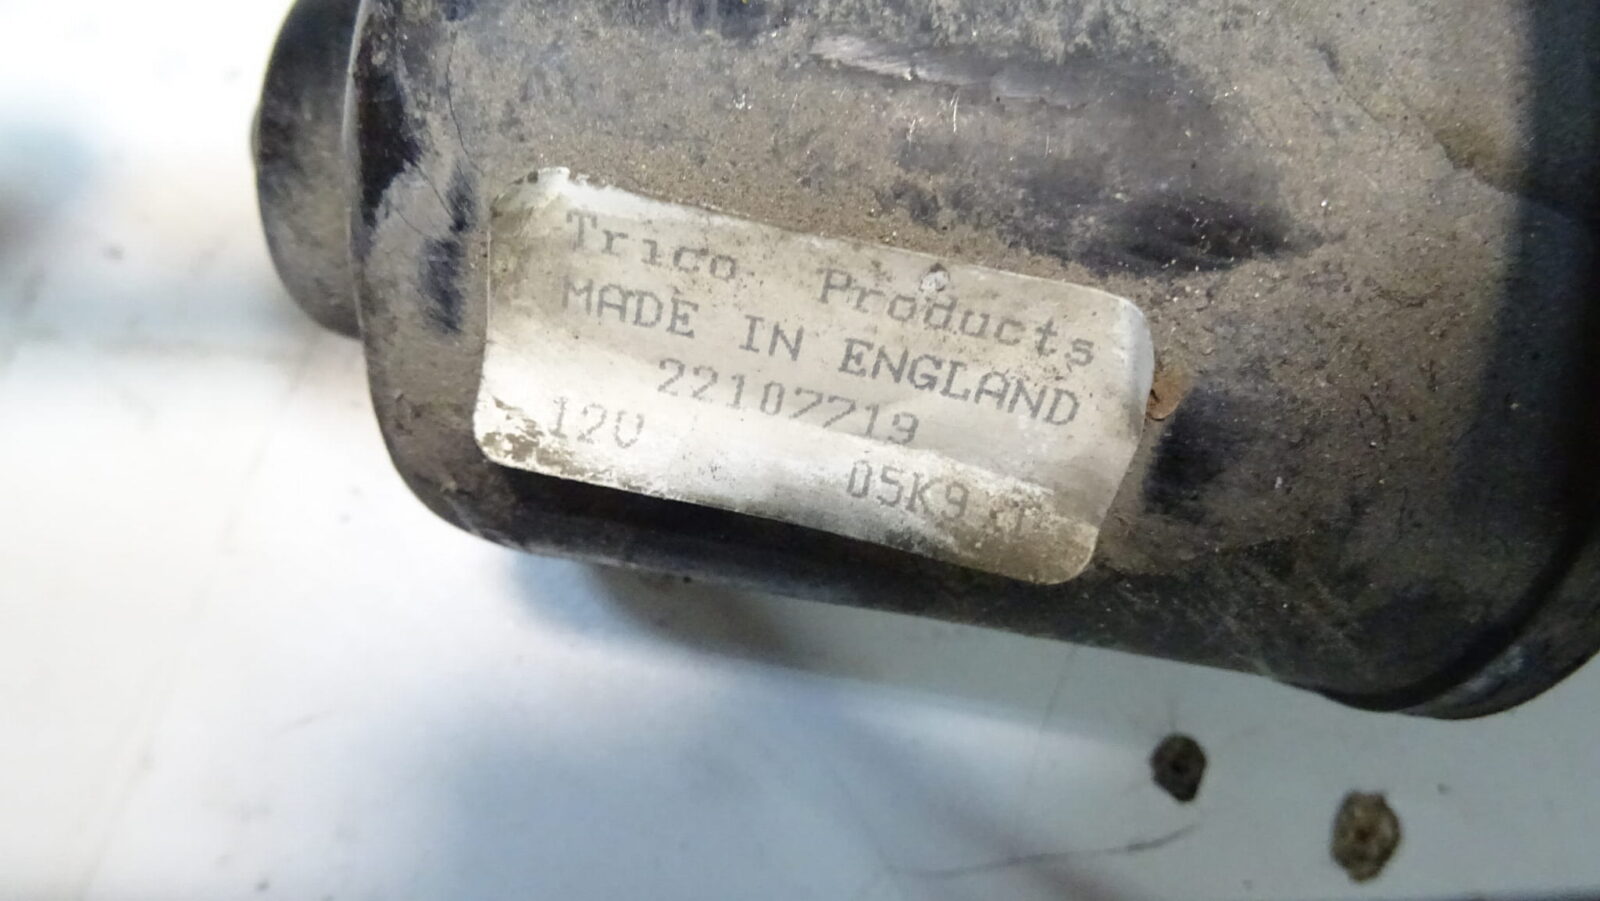 Trico Products
MADE IN ENGLAND
22107719
12V
05K9